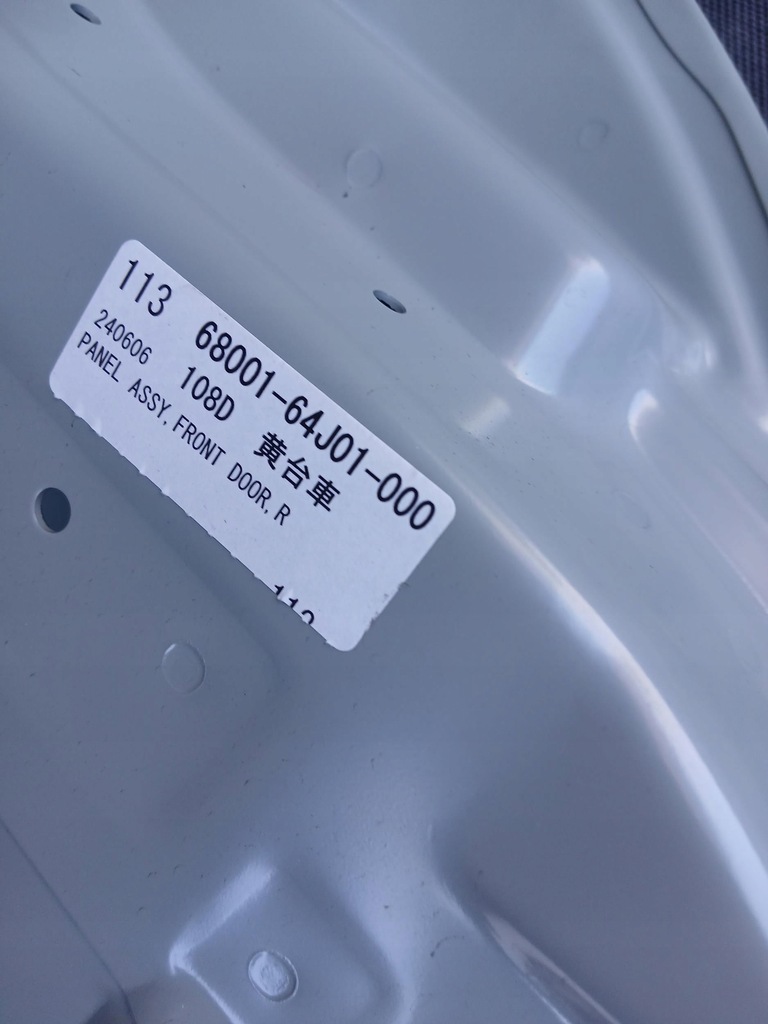 113 68001-64J01-000
240606 108D 黄台車
PANEL ASSY,FRONT DOOR,R